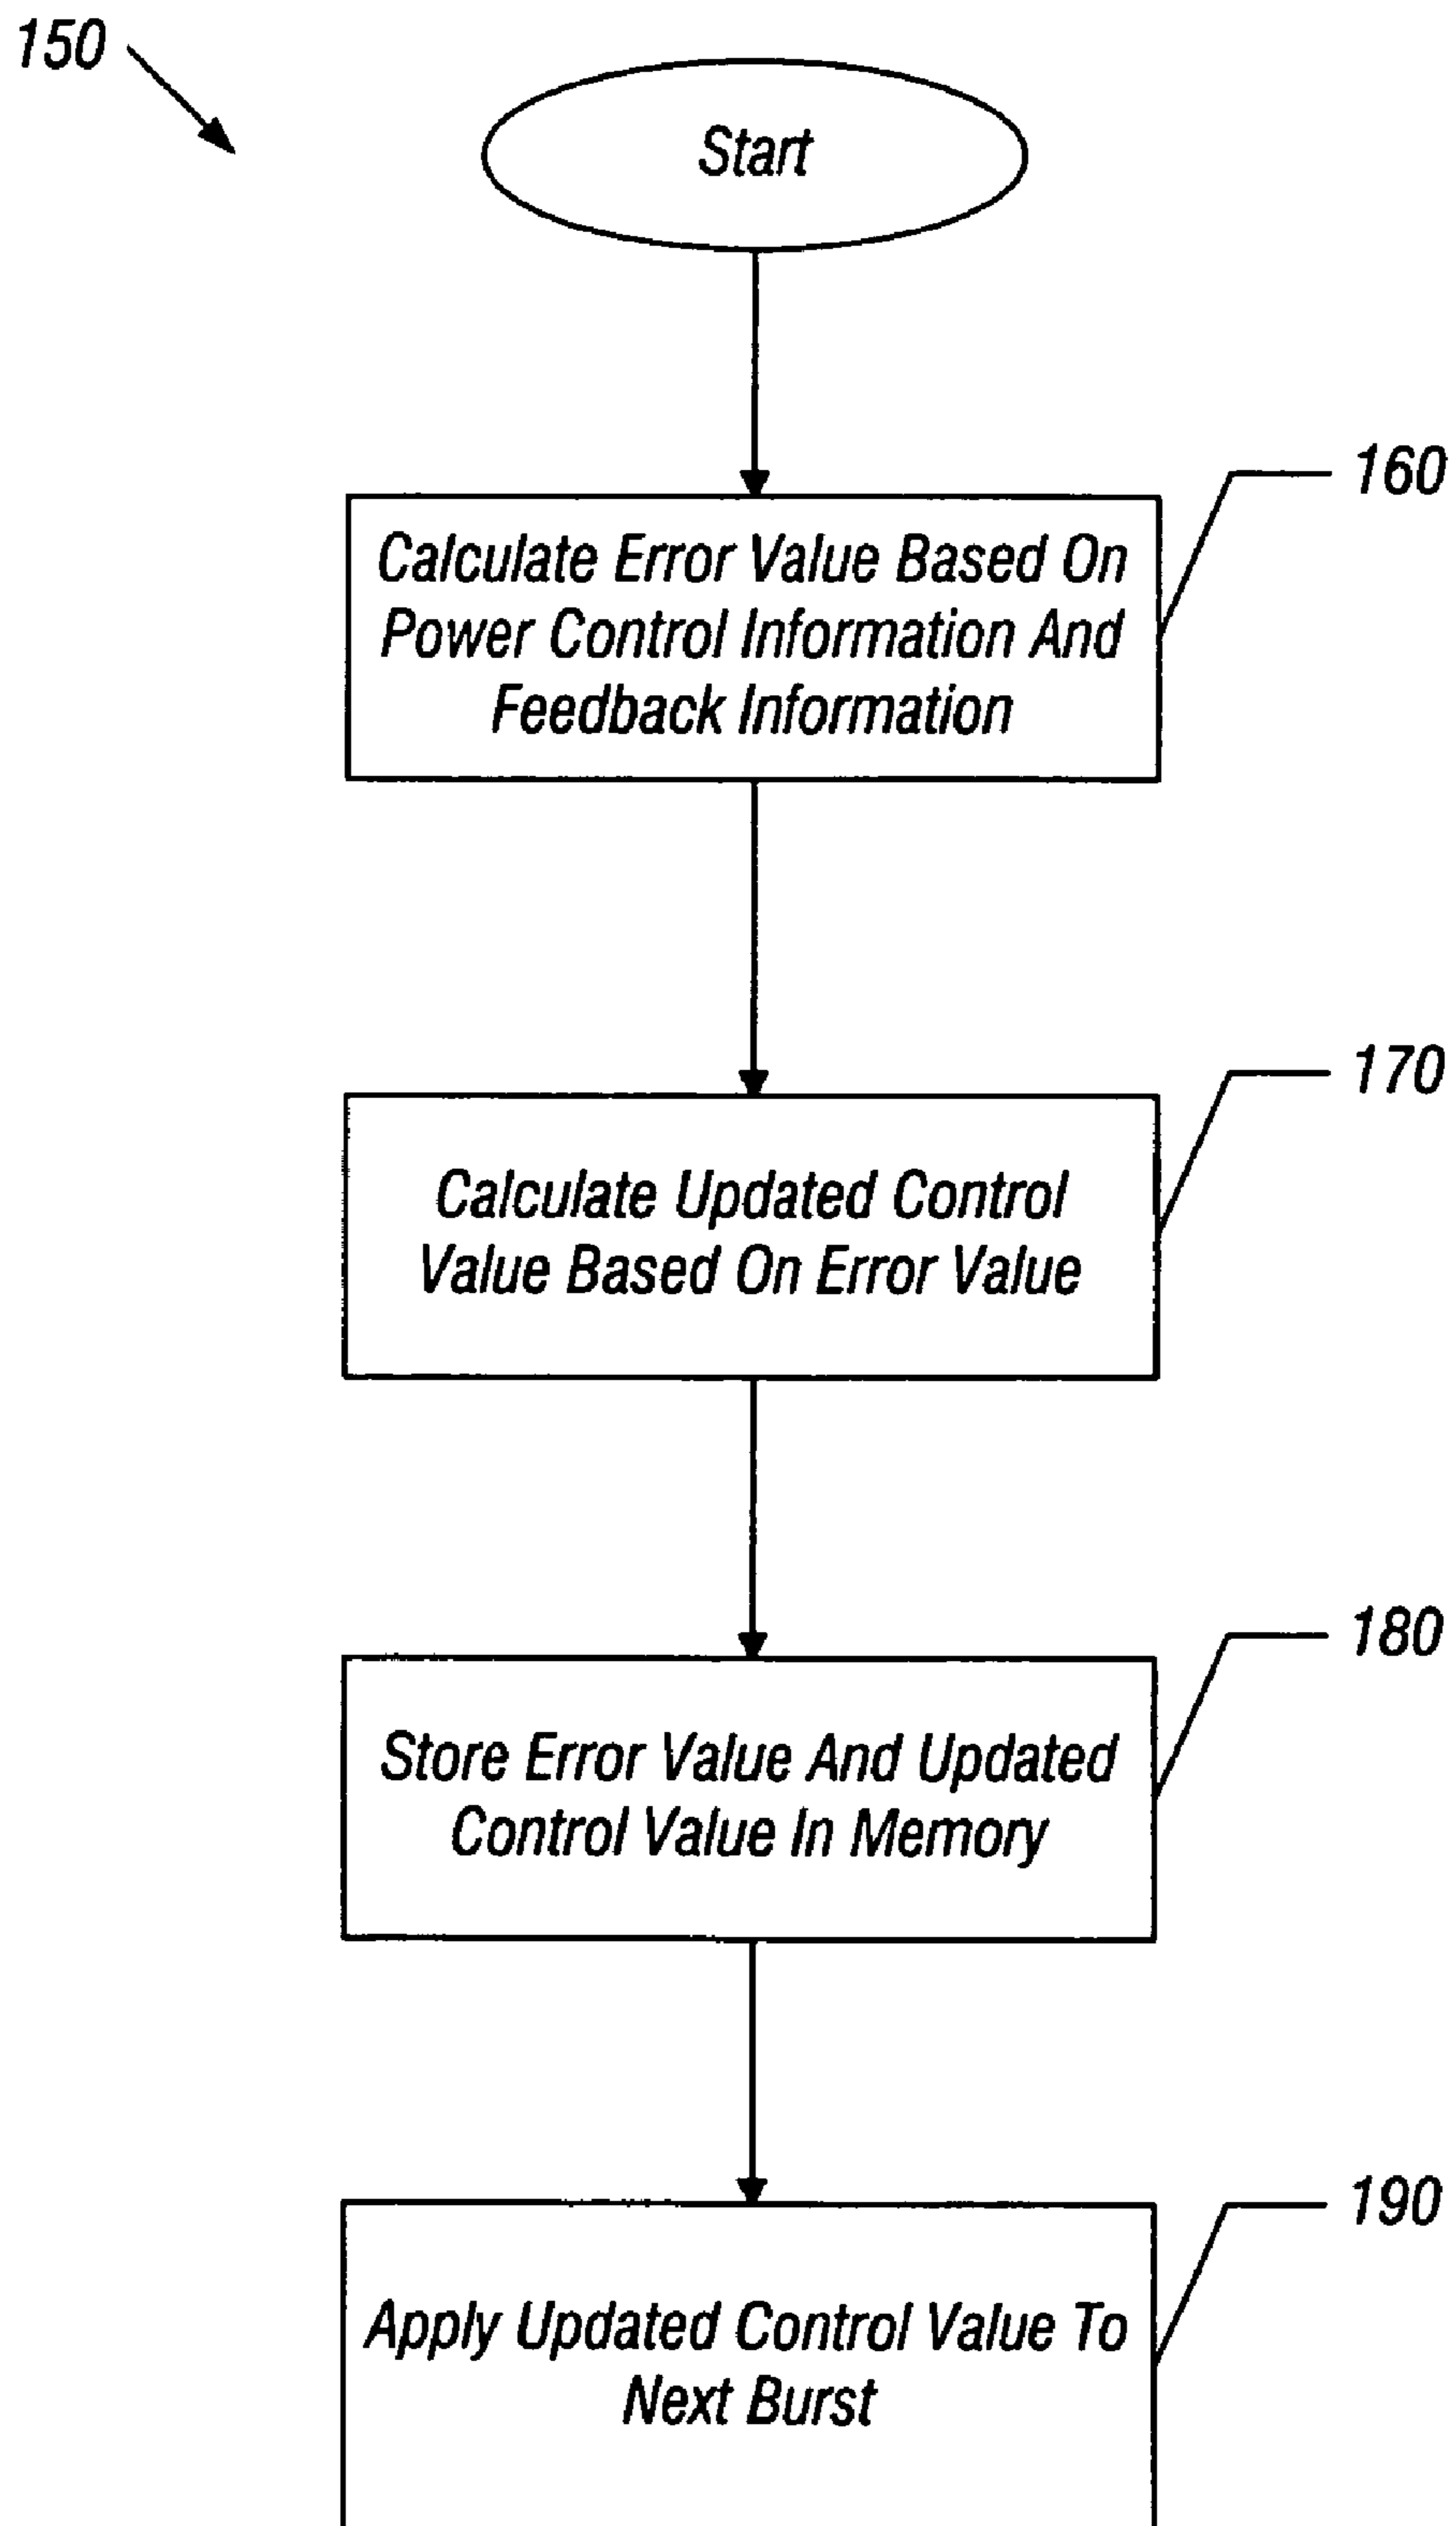 150
Start
160
Calculate Error Value Based On
Power Control Information And
Feedback Information
170
Calculate Updated Control
Value Based On Error Value
180
Store Error Value And Updated
Control Value In Memory
190
Apply Updated Control Value To
Next Burst